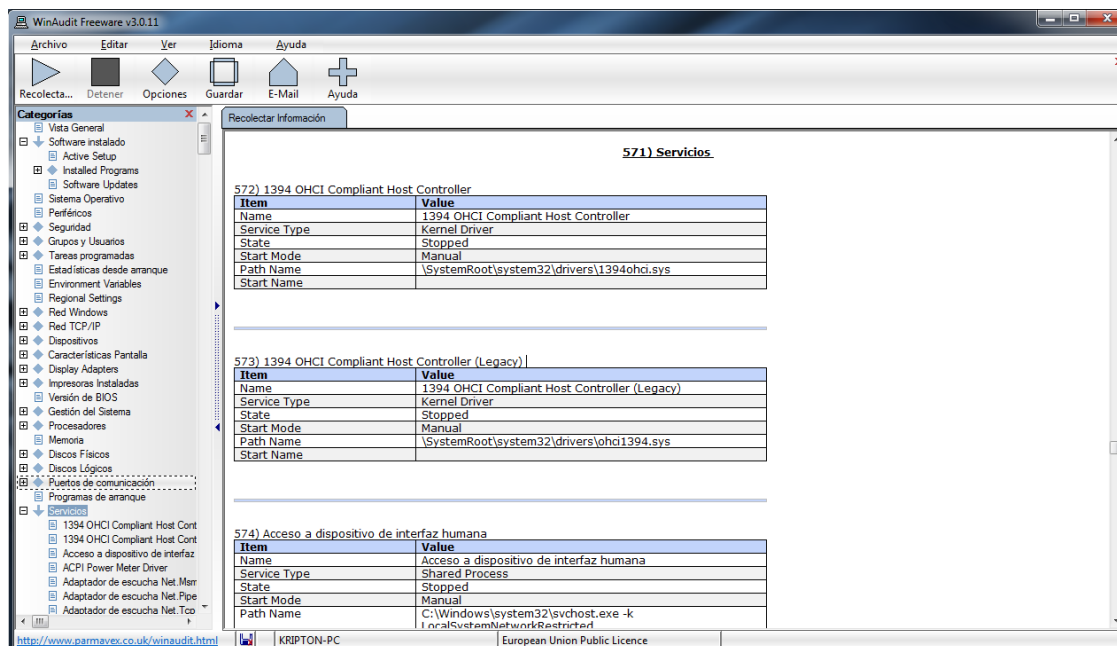 WinAudit Freeware v3.0.11
Archivo Editar Ver Idioma Ayuda
Recolecta... Detener Opciones Guardar E-Mail Ayuda
Categorías
Vista General
Software instalado
Active Setup
Installed Programs
Software Updates
Sistema Operativo
Periféricos
Seguridad
Grupos y Usuarios
Tareas programadas
Estadísticas desde arranque
Environment Variables
Regional Settings
Red Windows
Red TCP/IP
Dispositivos
Características Pantalla
Display Adapters
Impresoras Instaladas
Versión de BIOS
Gestión del Sistema
Procesadores
Memoria
Discos Físicos
Discos Lógicos
Puertos de comunicación
Programas de arranque
Servicios
1394 OHCI Compliant Host Cont
1394 OHCI Compliant Host Cont
Acceso a dispositivo de interfaz
ACPI Power Meter Driver
Adaptador de escucha Net.Msm
Adaptador de escucha Net.Pipe
Adaptador de escucha Net.Tcp
Recolectar Información
571) Servicios
572) 1394 OHCI Compliant Host Controller
Item Value
Name 1394 OHCI Compliant Host Controller
Service Type Kernel Driver
State Stopped
Start Mode Manual
Path Name \SystemRoot\system32\drivers\1394ohci.sys
Start Name
573) 1394 OHCI Compliant Host Controller (Legacy)
Item Value
Name 1394 OHCI Compliant Host Controller (Legacy)
Service Type Kernel Driver
State Stopped
Start Mode Manual
Path Name \SystemRoot\system32\drivers\ohci1394.sys
Start Name
574) Acceso a dispositivo de interfaz humana
Item Value
Name Acceso a dispositivo de interfaz humana
Service Type Shared Process
State Stopped
Start Mode Manual
Path Name C:\Windows\system32\svchost.exe -k
LocalSystemNetworkRestricted
http://www.parmavex.co.uk/winaudit.html KRIPTON-PC European Union Public Licence